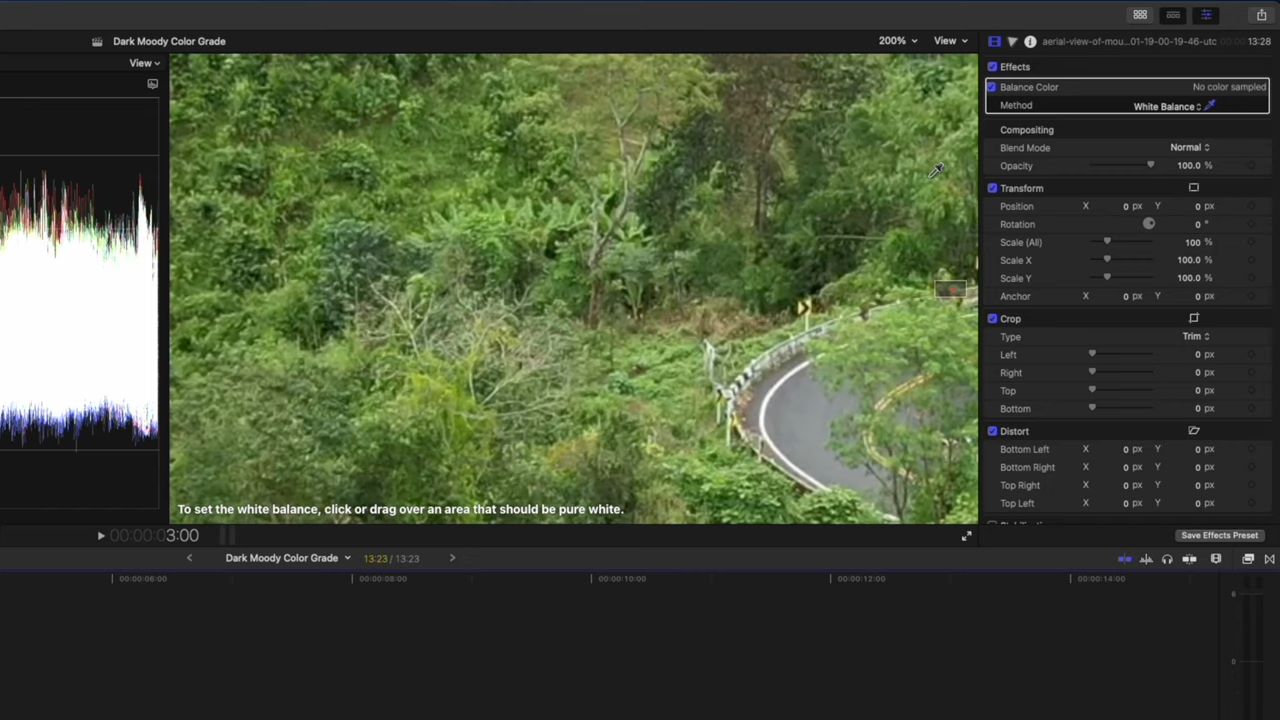 Dark Moody Color Grade
200%
View
aerial-view-of-mou...01-19-00-19-46-utc
13:28
View
Effects
Balance Color
No color sampled
Method
White Balance
Compositing
Blend Mode
Normal
Opacity
100.0 %
Transform
Position
X 0 px Y 0 px
Rotation
0 °
Scale (All)
100 %
Scale X
100.0 %
Scale Y
100.0 %
Anchor
X 0 px Y 0 px
Crop
Type
Trim
Left
0 px
Right
0 px
Top
0 px
Bottom
0 px
Distort
Bottom Left
X 0 px Y 0 px
Bottom Right
X 0 px Y 0 px
Top Right
X 0 px Y 0 px
Top Left
X 0 px Y 0 px
To set the white balance, click or drag over an area that should be pure white.
00:00:03:00
Save Effects Preset
Dark Moody Color Grade
13:23 / 13:23
00:00:06:00
00:00:08:00
00:00:10:00
00:00:12:00
00:00:14:00
6
0